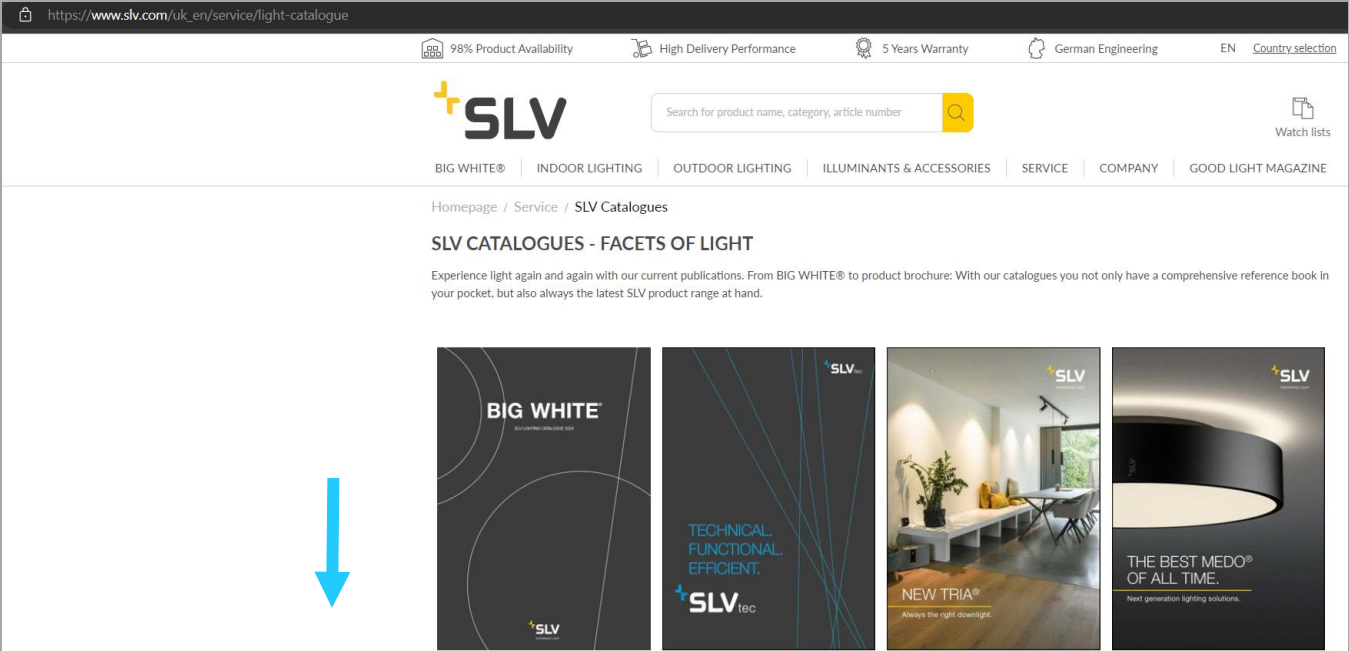 https://www.slv.com/uk_en/service/light-catalogue
98% Product Availability
High Delivery Performance
5 Years Warranty
German Engineering
EN
Country selection
SLV
Search for product name, category, article number
Watch lists
BIG WHITE®
INDOOR LIGHTING
OUTDOOR LIGHTING
ILLUMINANTS & ACCESSORIES
SERVICE
COMPANY
GOOD LIGHT MAGAZINE
Homepage / Service / SLV Catalogues
SLV CATALOGUES - FACETS OF LIGHT
Experience light again and again with our current publications. From BIG WHITE® to product brochure: With our catalogues you not only have a comprehensive reference book in
your pocket, but also always the latest SLV product range at hand.
BIG WHITE®
SLV LIGHTING CATALOGUE 2024
SLV
SLVtec
TECHNICAL.
FUNCTIONAL.
EFFICIENT.
SLVtec
SLV
NEW TRIA®
Always the right downlight.
SLV
SLV
THE BEST MEDO®
OF ALL TIME.
Next generation lighting solutions.